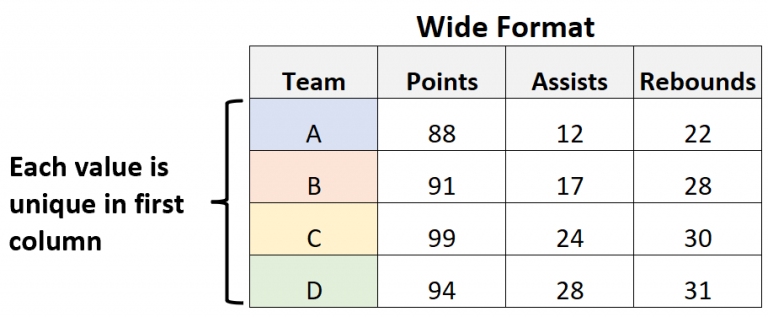 Wide Format
Team Points Assists Rebounds
A 88 12 22
B 91 17 28
C 99 24 30
D 94 28 31
Each value is
unique in first
column